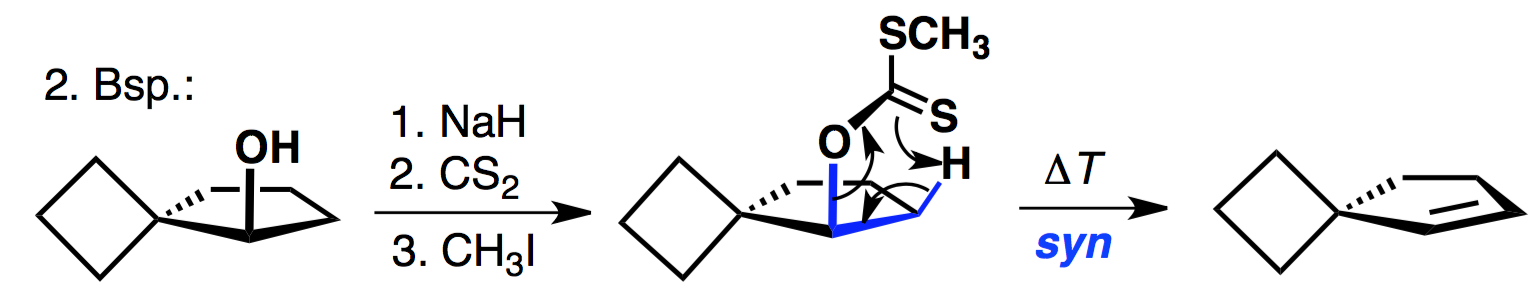 2. Bsp.:
OH
1. NaH
2. CS₂
3. CH₃I
SCH₃
S
O
H
ΔT
syn